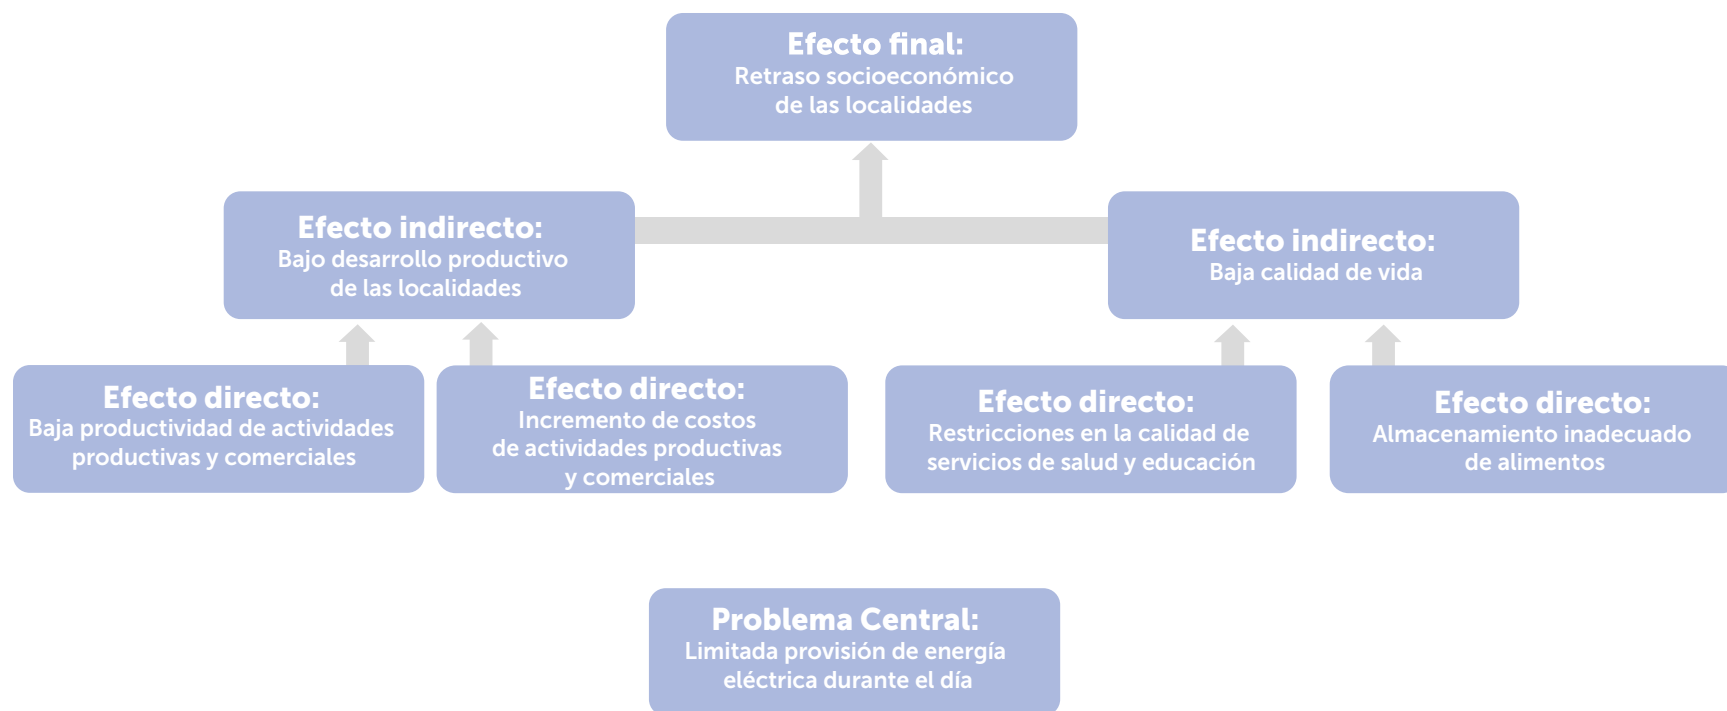 Efecto final:
Retraso socioeconómico
de las localidades
Efecto indirecto:
Bajo desarrollo productivo
de las localidades
Efecto indirecto:
Baja calidad de vida
Efecto directo:
Baja productividad de actividades
productivas y comerciales
Efecto directo:
Incremento de costos
de actividades productivas
y comerciales
Efecto directo:
Restricciones en la calidad de
servicios de salud y educación
Efecto directo:
Almacenamiento inadecuado
de alimentos
Problema Central:
Limitada provisión de energía
eléctrica durante el día